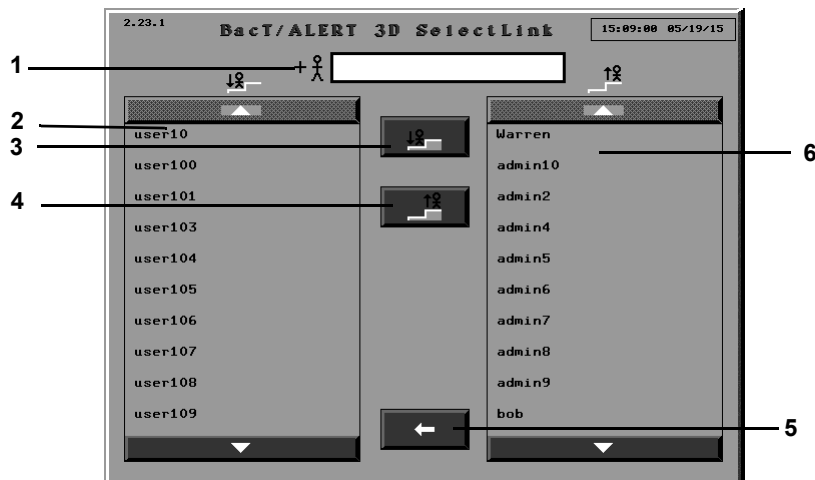 2.23.1
BacT/ALERT 3D SelectLink
15:09:00 05/19/15
1
+
2
user10
3
user100
4
user101
user103
user104
user105
user106
user107
user108
user109
Warren
6
admin10
admin2
admin4
admin5
admin6
admin7
admin8
admin9
bob
5